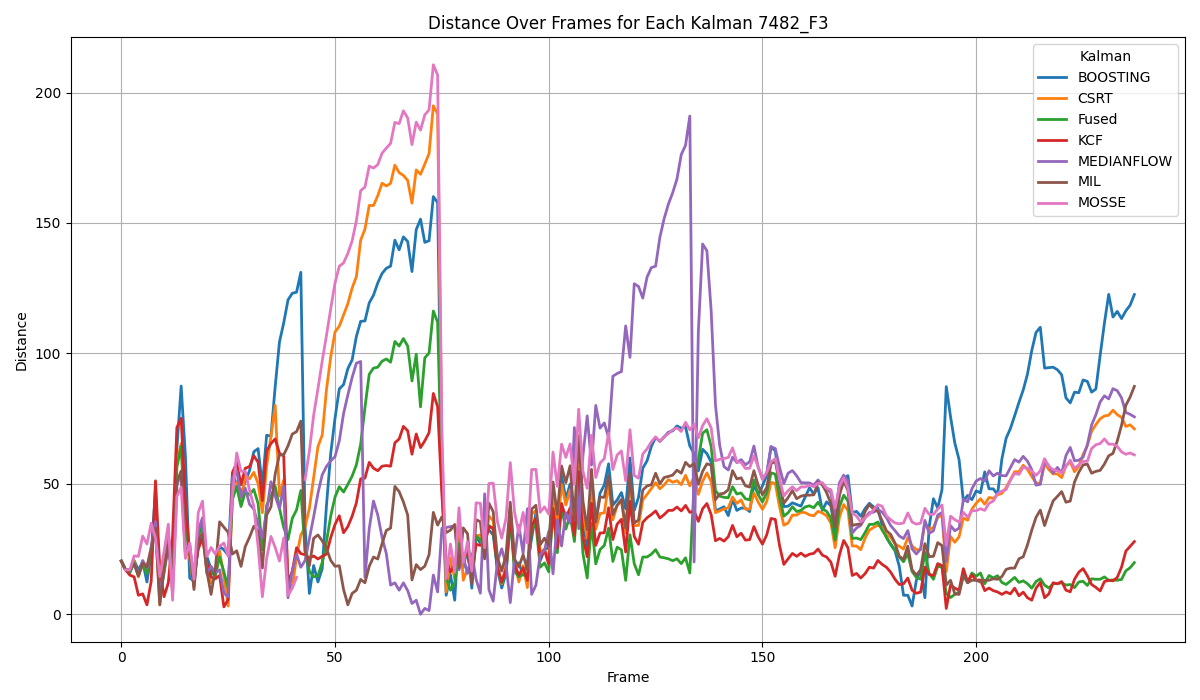 Distance Over Frames for Each Kalman 7482_F3
Kalman
BOOSTING
CSRT
Fused
KCF
MEDIANFLOW
MIL
MOSSE
Distance
200
150
100
50
0
0 50 100 150 200
Frame